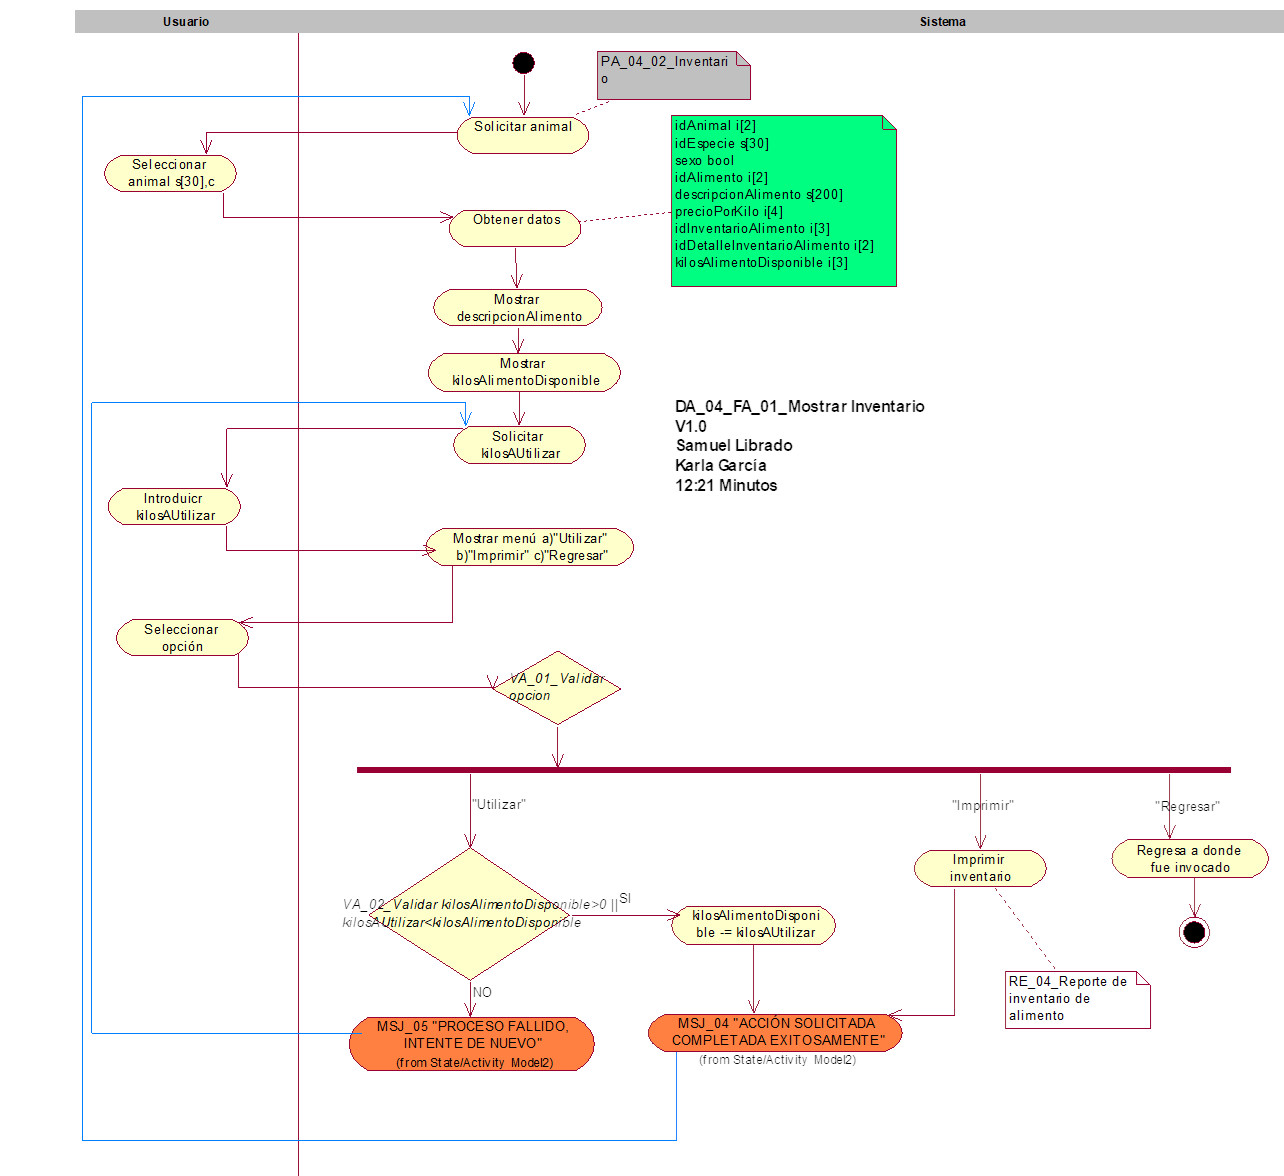 Usuario
Sistema
PA_04_02_Inventari
o
Solicitar animal
idAnimal i[2]
idEspecie s[30]
sexo bool
idAlimento i[2]
descripcionAlimento s[200]
precioPorKilo i[4]
idInventarioAlimento i[3]
idDetalleInventarioAlimento i[2]
kilosAlimentoDisponible i[3]
Seleccionar
animal s[30],c
Obtener datos
Mostrar
descripcionAlimento
Mostrar
kilosAlimentoDisponible
DA_04_FA_01_Mostrar Inventario
V1.0
Samuel Librado
Karla García
12:21 Minutos
Solicitar
kilosAUtilizar
Introduicr
kilosAUtilizar
Mostrar menú a)"Utilizar"
b)"Imprimir" c)"Regresar"
Seleccionar
opción
VA_01_Validar
opcion
"Utilizar"
"Imprimir"
"Regresar"
Imprimir
inventario
Regresa a donde
fue invocado
VA_02_Validar kilosAlimentoDisponible>0 ||
kilosAUtilizar<kilosAlimentoDisponible
SI
kilosAlimentoDisponi
ble -= kilosAUtilizar
NO
RE_04_Reporte de
inventario de
alimento
MSJ_05 "PROCESO FALLIDO,
INTENTE DE NUEVO"
(from State/Activity Model2)
MSJ_04 "ACCIÓN SOLICITADA
COMPLETADA EXITOSAMENTE"
(from State/Activity Model2)